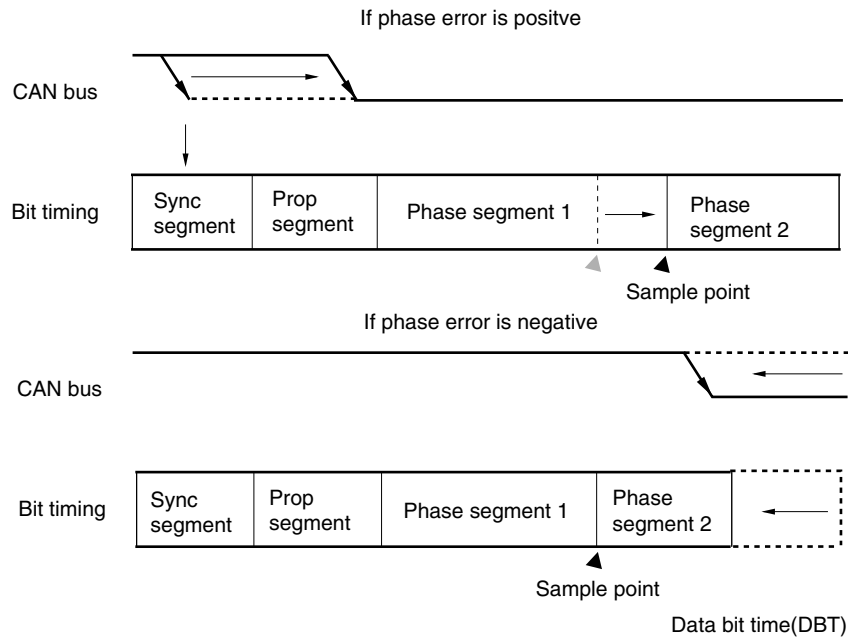 If phase error is positve
CAN bus
Bit timing
Sync
segment
Prop
segment
Phase segment 1
Phase
segment 2
Sample point
If phase error is negative
CAN bus
Bit timing
Sync
segment
Prop
segment
Phase segment 1
Phase
segment 2
Sample point
Data bit time(DBT)